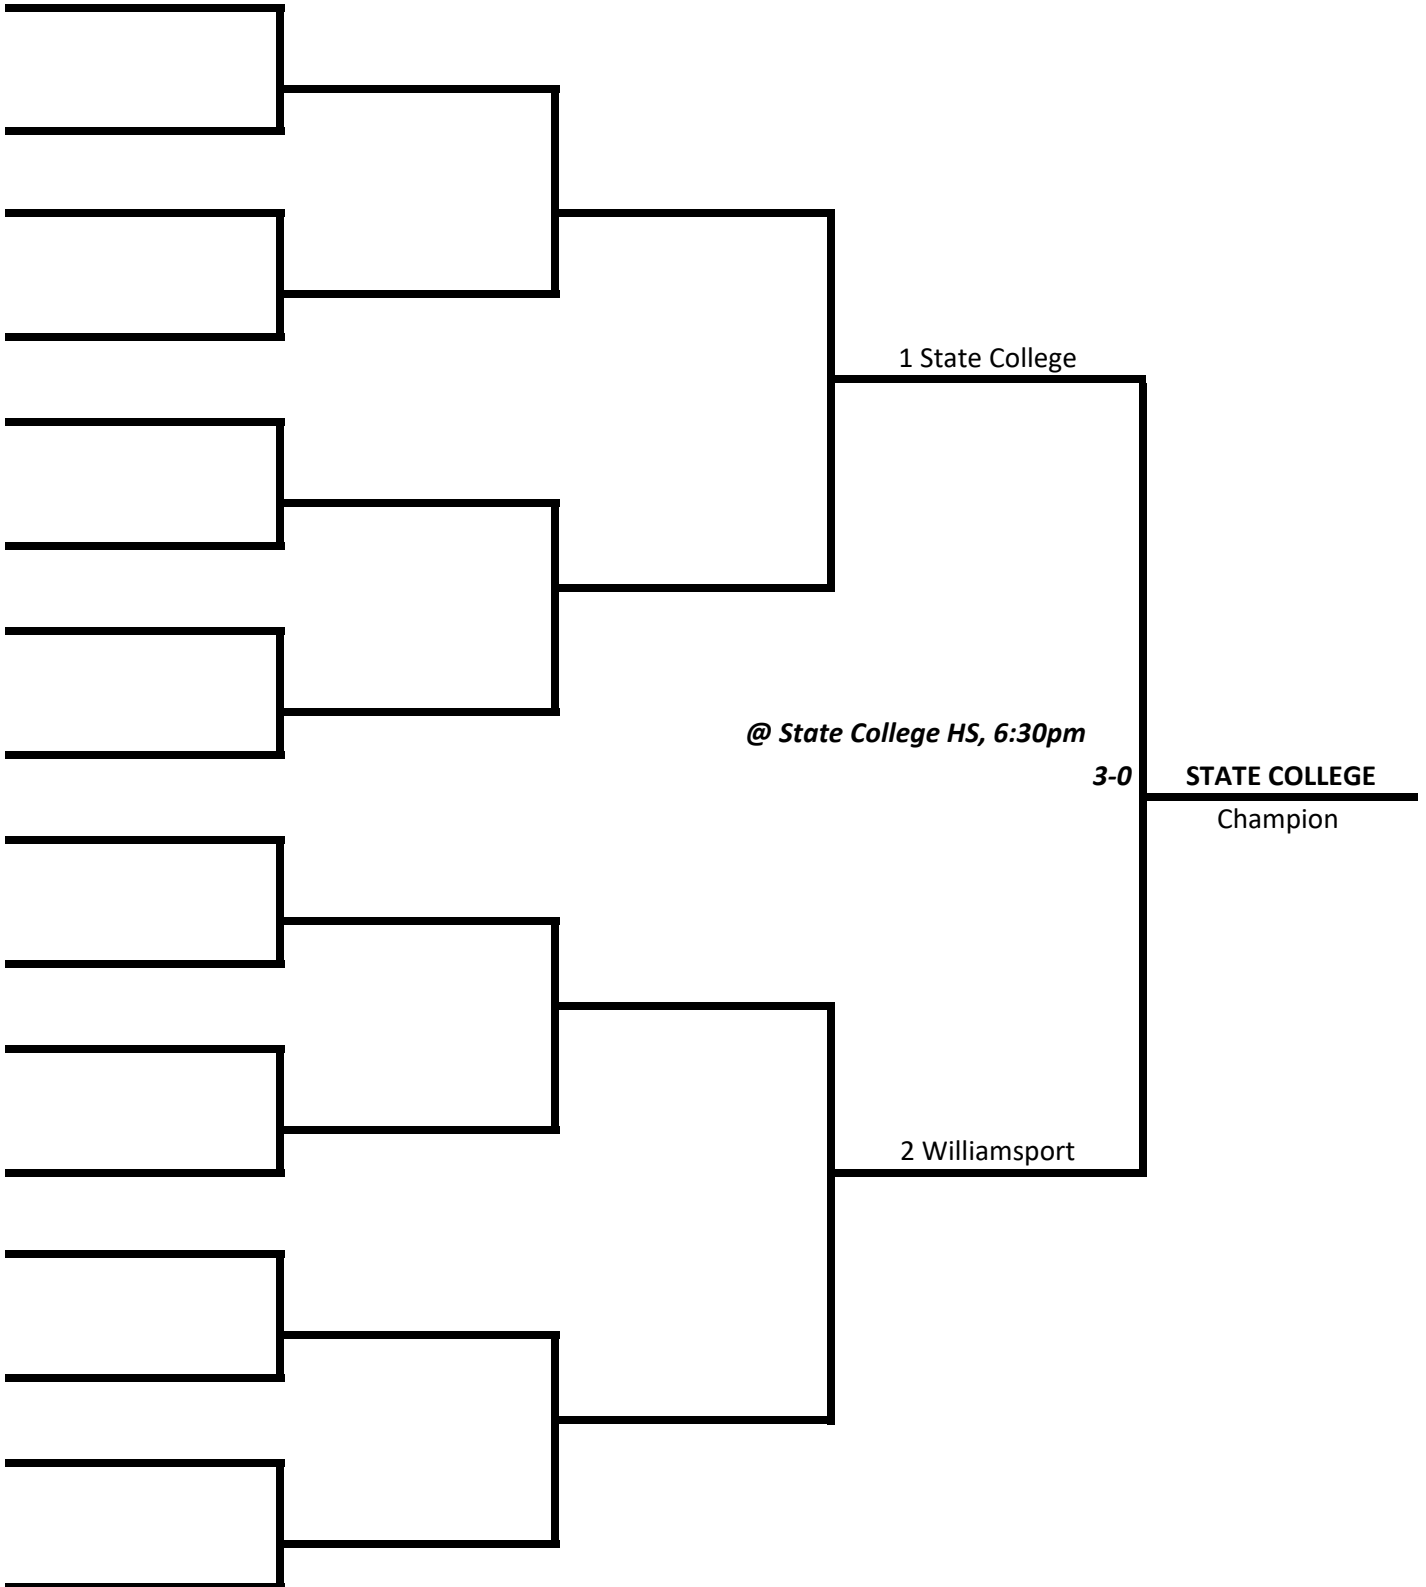 1 State College
@ State College HS, 6:30pm
3-0
STATE COLLEGE
Champion
2 Williamsport